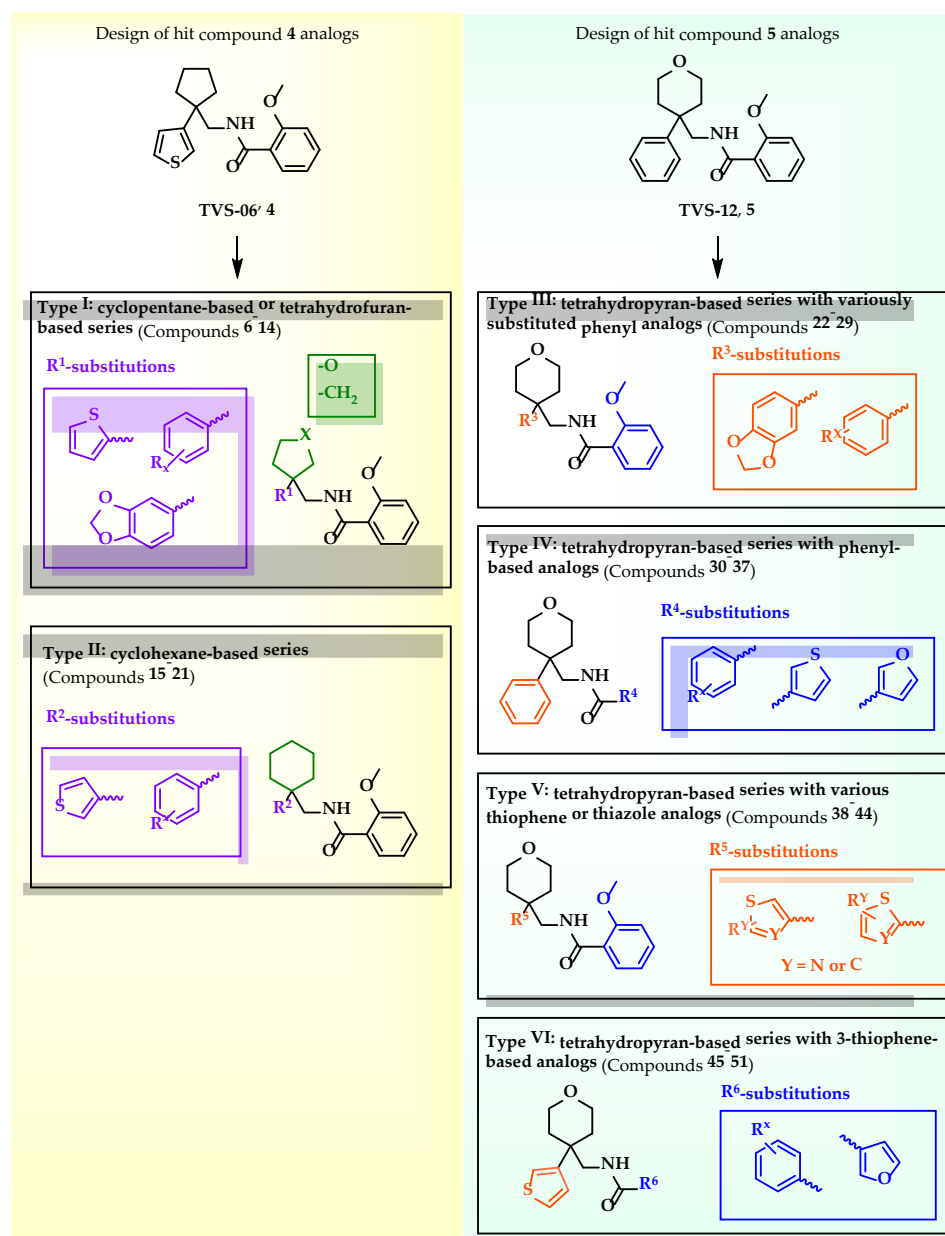 Design of hit compound 4 analogs
O
NH
O
S
TVS-06, 4
Type I: cyclopentane-based or tetrahydrofuran-
based series (Compounds 6-14)
R1-substitutions
-O
-CH2
S
Rx
O
O
X
R1
NH
O
O
Type II: cyclohexane-based series
(Compounds 15-21)
R2-substitutions
S
Rx
R2
NH
O
O
Design of hit compound 5 analogs
O
O
NH
O
TVS-12, 5
Type III: tetrahydropyran-based series with variously
substituted phenyl analogs (Compounds 22-29)
R3-substitutions
O
R3
NH
O
O
O
O
RX
Type IV: tetrahydropyran-based series with phenyl-
based analogs (Compounds 30-37)
R4-substitutions
O
NH
O
R4
Rx
S
O
Type V: tetrahydropyran-based series with various
thiophene or thiazole analogs (Compounds 38-44)
R5-substitutions
O
R5
NH
O
O
S
RY
Y
RY
S
Y
Y = N or C
Type VI: tetrahydropyran-based series with 3-thiophene-
based analogs (Compounds 45-51)
R6-substitutions
O
S
NH
O
R6
Rx
O